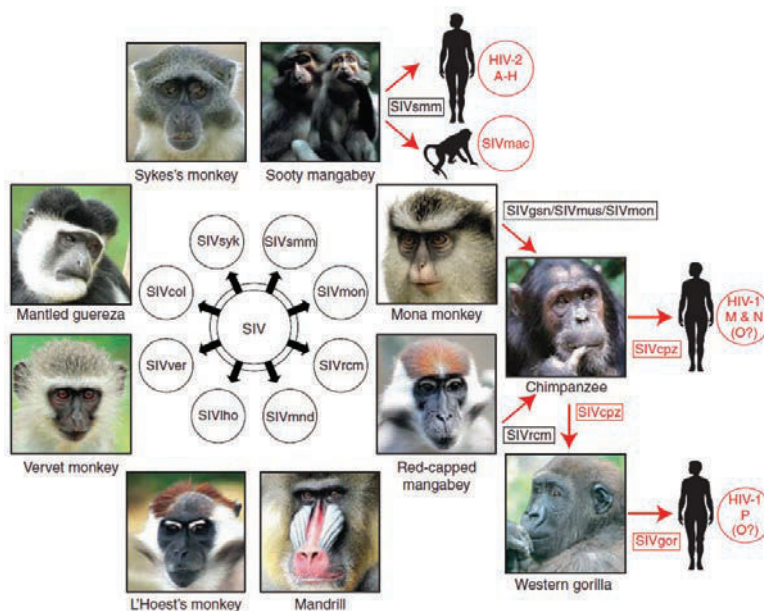 HIV-2
A-H
SIVsmm
SIVmac
Sykes's monkey
Sooty mangabey
SIVgsn/SIVmus/SIVmon
SIVsyk
SIVsmm
SIVcol
SIVmon
SIV
Mantled guereza
Mona monkey
HIV-1
M & N
(O?)
SIVcpz
SIVver
SIVrcm
Chimpanzee
SIVlho
SIVmnd
SIVcpz
SIVrcm
Vervet monkey
Red-capped
mangabey
HIV-1
P
(O?)
SIVgor
L'Hoest's monkey
Mandrill
Western gorilla